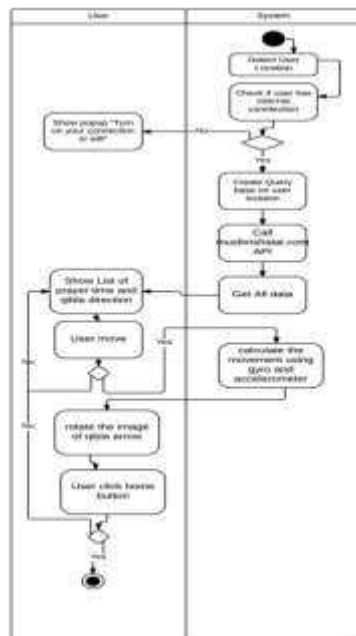 User
System
Detect User
Location
Check if user has
internet
connection
Show popup "Turn
on your connection
or wifi"
No
Yes
Create Query
base on user
location
Call
API
Get All data
Show List of
prayer time and
qibla direction
User move
Yes
No
calculate the
movement using
gyro and
accelerometer
No
rotate the image
of qibla arrow
User click home
button
Yes